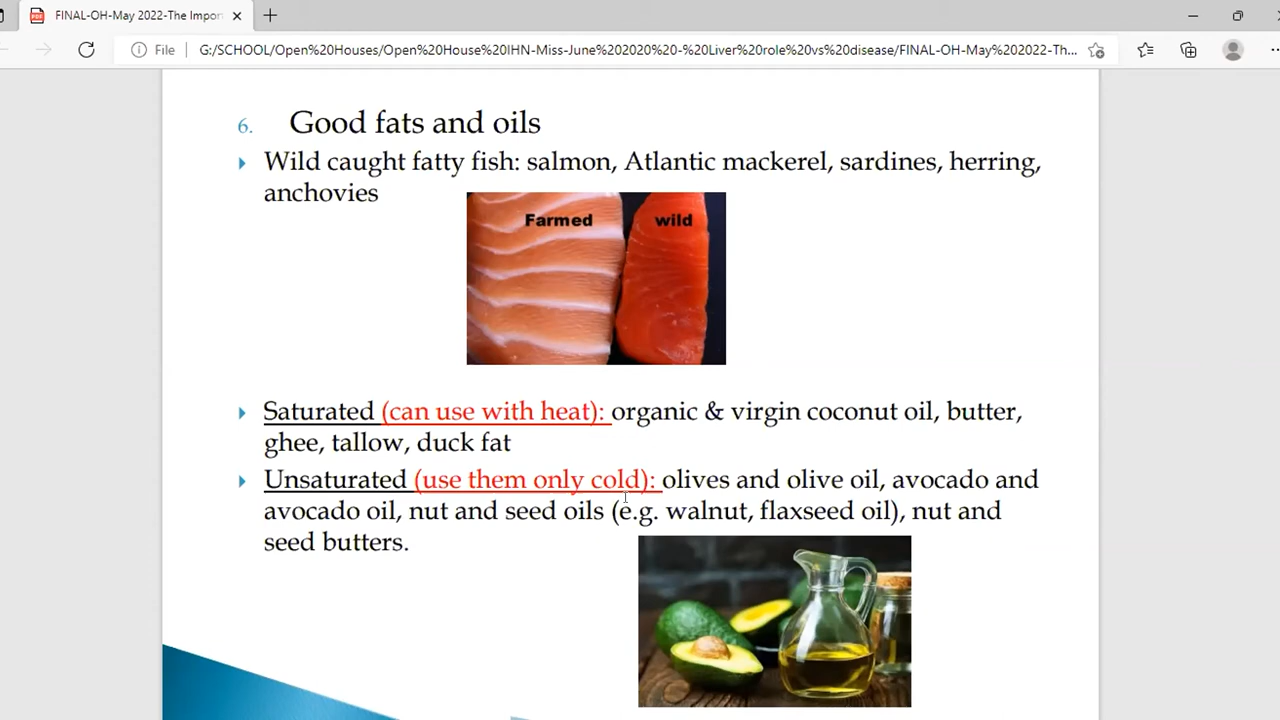 FINAL-OH-May 2022-The Impor
File
G:/SCHOOL/Open%20Houses/Open%20House%20IHN-Miss-June%202020%20-%20Liver%20role%20vs%20disease/FINAL-OH-May%202022-Th...
6. Good fats and oils
Wild caught fatty fish: salmon, Atlantic mackerel, sardines, herring,
anchovies
Farmed wild
Saturated (can use with heat): organic & virgin coconut oil, butter,
ghee, tallow, duck fat
Unsaturated (use them only cold): olives and olive oil, avocado and
avocado oil, nut and seed oils (e.g. walnut, flaxseed oil), nut and
seed butters.